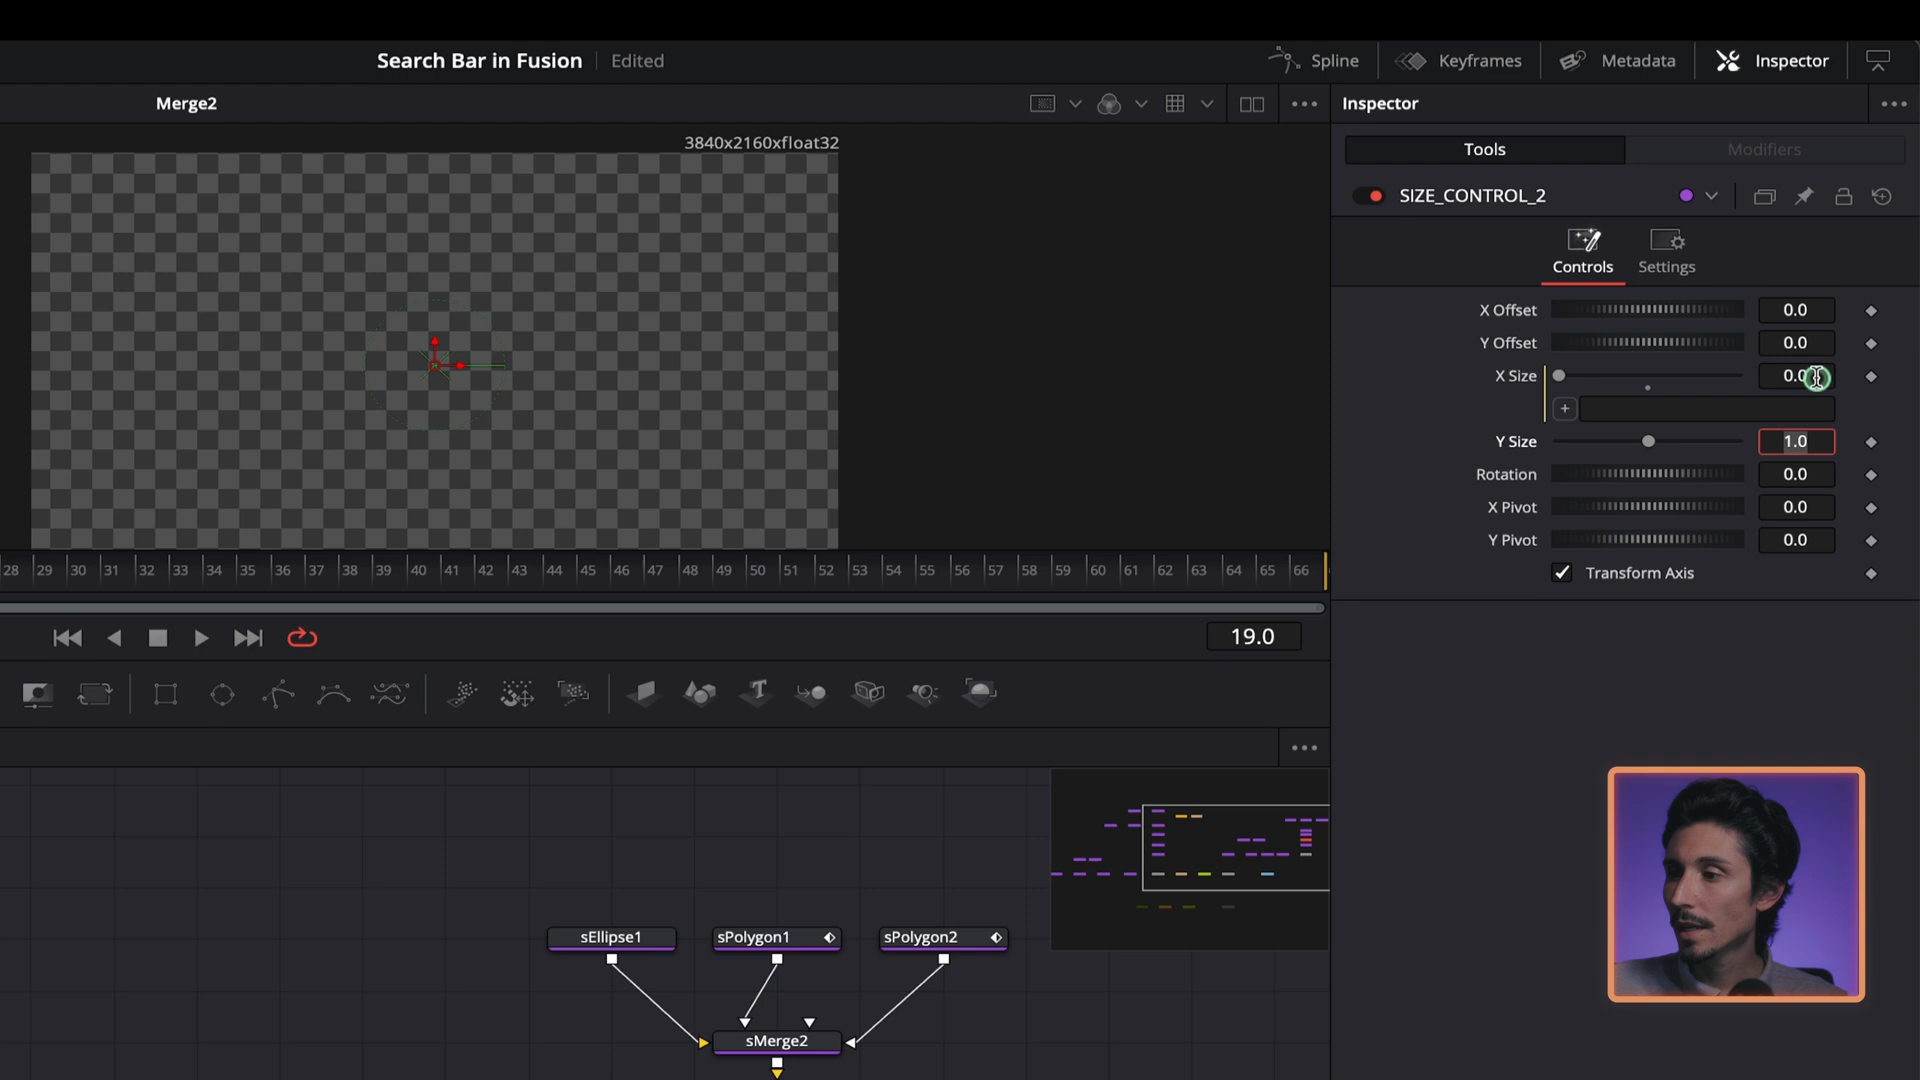 Search Bar in Fusion
Edited
Spline
Keyframes
Metadata
Inspector
Merge2
Inspector
3840x2160xfloat32
Tools
Modifiers
SIZE_CONTROL_2
Controls
Settings
X Offset 0.0
Y Offset 0.0
X Size 0.0
Y Size 1.0
Rotation 0.0
X Pivot 0.0
Y Pivot 0.0
Transform Axis
28 29 30 31 32 33 34 35 36 37 38 39 40 41 42 43 44 45 46 47 48 49 50 51 52 53 54 55 56 57 58 59 60 61 62 63 64 65 66
19.0
sEllipse1
sPolygon1
sPolygon2
sMerge2